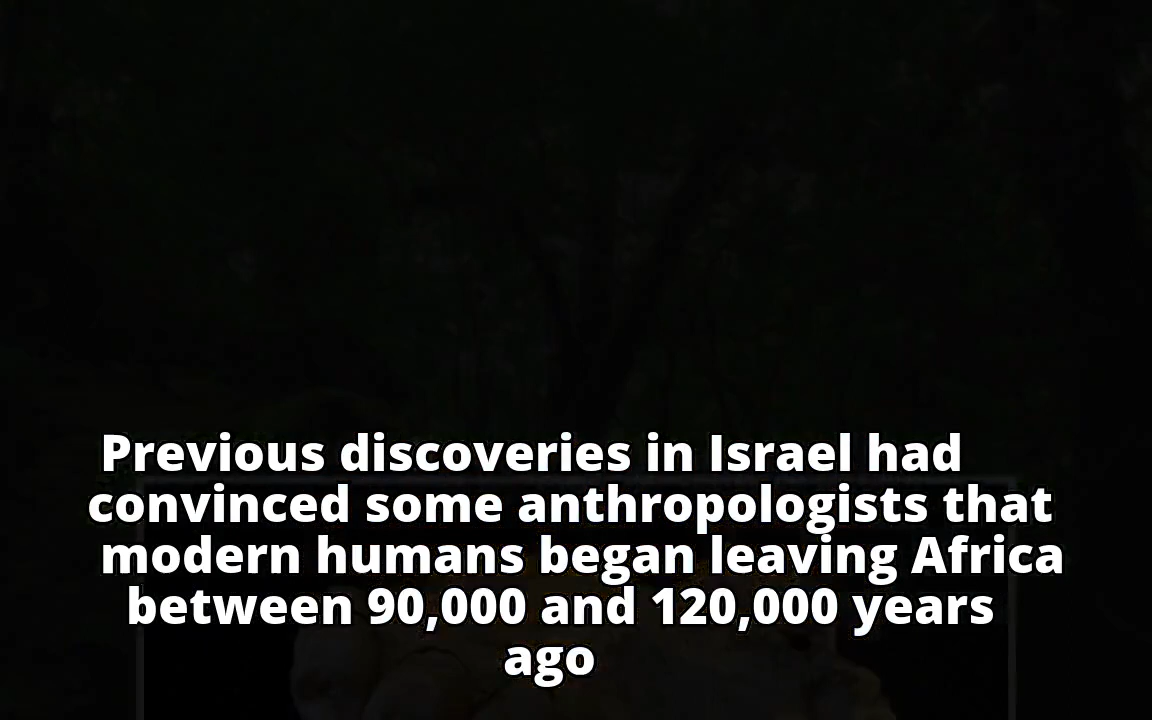 Previous discoveries in Israel had
convinced some anthropologists that
modern humans began leaving Africa
between 90,000 and 120,000 years
ago